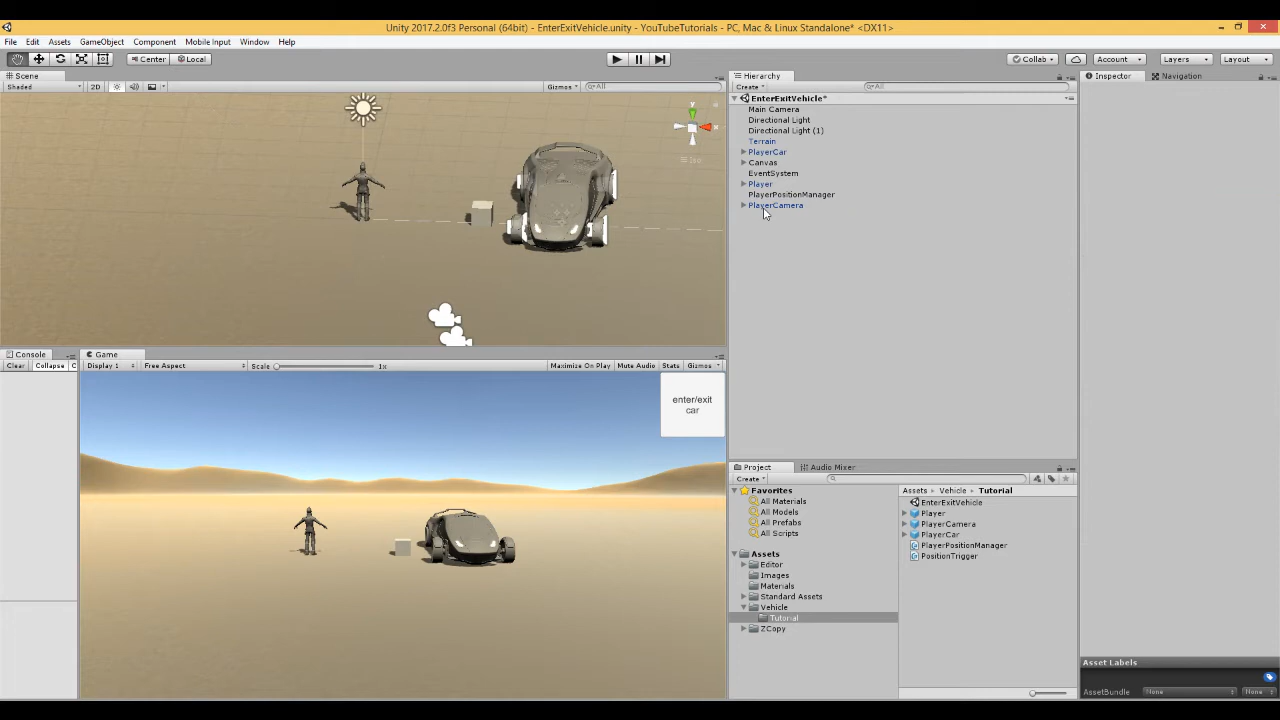 Unity 2017.2.0f3 Personal (64bit) - EnterExitVehicle.unity - YouTubeTutorials - PC, Mac & Linux Standalone* <DX11>
File Edit Assets GameObject Component Mobile Input Window Help
Center Local Collab Account Layers Layout
Scene
Shaded 2D Gizmos All
y
x
Iso
Console Game
Clear Collapse C Display 1 Free Aspect Scale 1x Maximize On Play Mute Audio Stats Gizmos
enter/exit
car
Hierarchy
Create All
EnterExitVehicle*
Main Camera
Directional Light
Directional Light (1)
Terrain
PlayerCar
Canvas
EventSystem
Player
PlayerPositionManager
PlayerCamera
Project Audio Mixer
Create
Favorites
All Materials
All Models
All Prefabs
All Scripts
Assets
Editor
Images
Materials
Standard Assets
Vehicle
Tutorial
ZCopy
Assets Vehicle Tutorial
EnterExitVehicle
Player
PlayerCamera
PlayerCar
PlayerPositionManager
PositionTrigger
Inspector Navigation
Asset Labels
AssetBundle None None